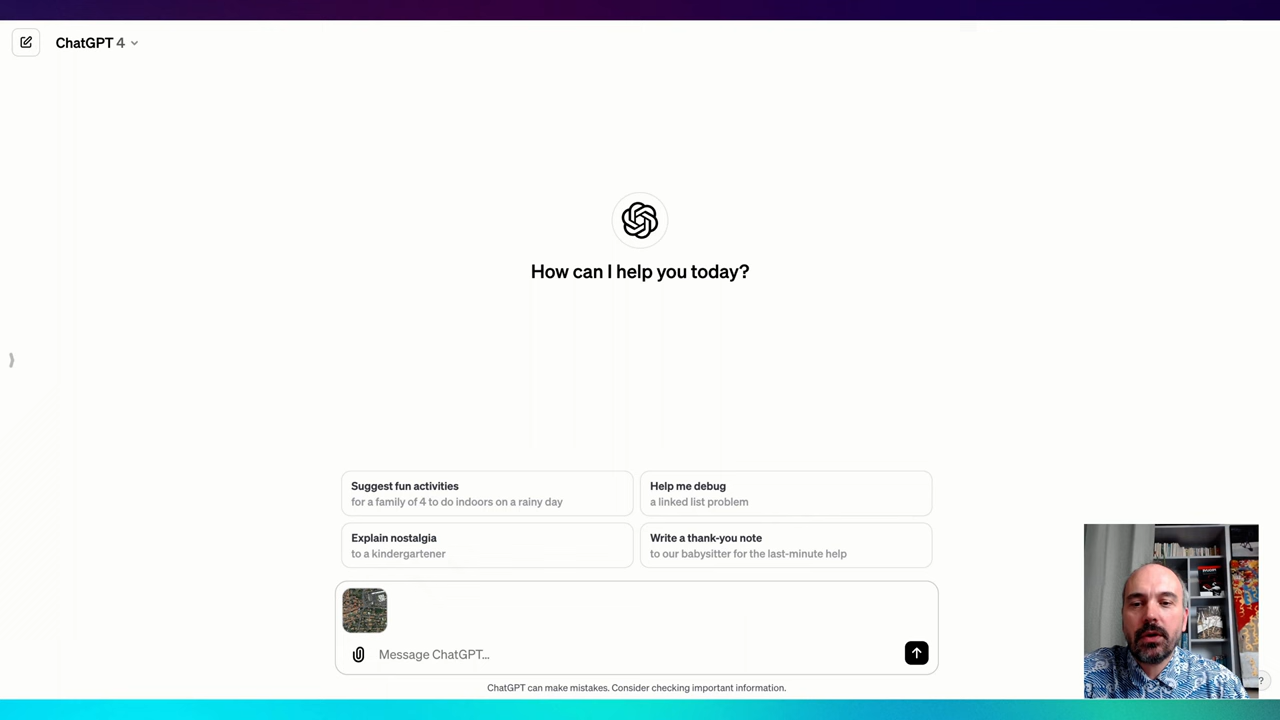 ChatGPT 4
How can I help you today?
Suggest fun activities
for a family of 4 to do indoors on a rainy day
Help me debug
a linked list problem
Explain nostalgia
to a kindergartener
Write a thank-you note
to our babysitter for the last-minute help
Message ChatGPT...
ChatGPT can make mistakes. Consider checking important information.
?